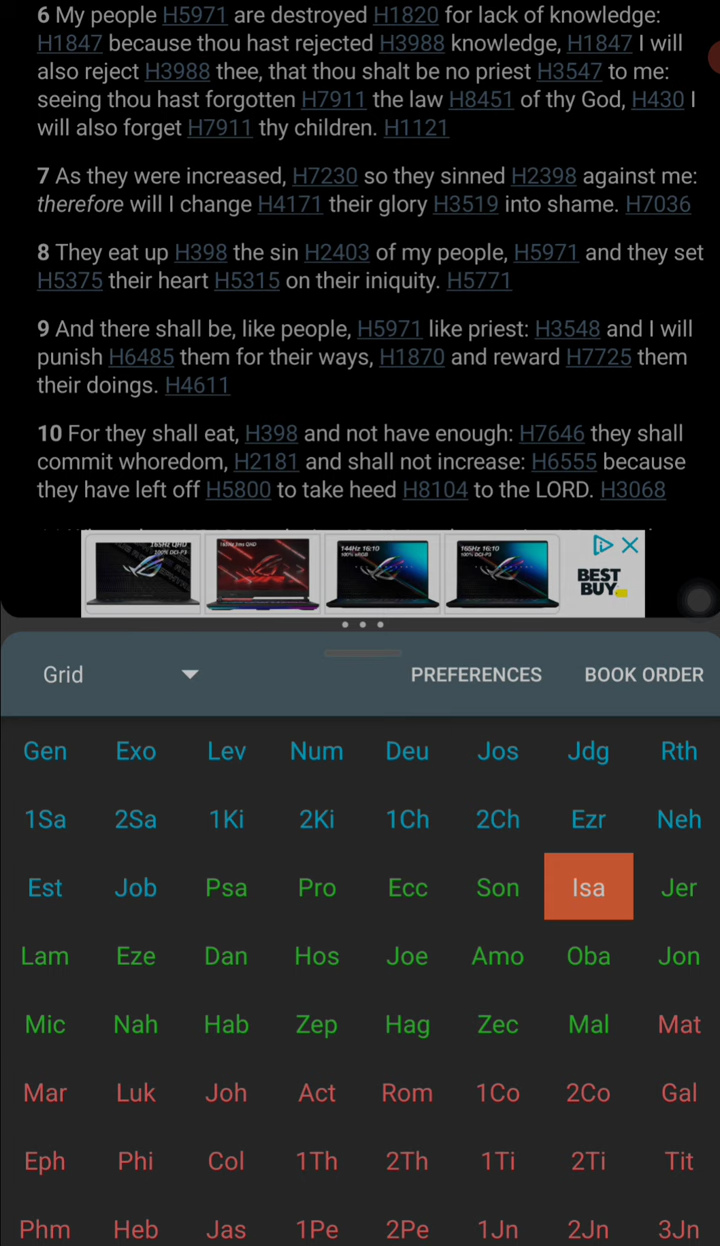 6 My people H5971 are destroyed H1820 for lack of knowledge:
H1847 because thou hast rejected H3988 knowledge, H1847 I will
also reject H3988 thee, that thou shalt be no priest H3547 to me:
seeing thou hast forgotten H7911 the law H8451 of thy God, H430 I
will also forget H7911 thy children. H1121
7 As they were increased, H7230 so they sinned H2398 against me:
therefore will I change H4171 their glory H3519 into shame. H7036
8 They eat up H398 the sin H2403 of my people, H5971 and they set
H5375 their heart H5315 on their iniquity. H5771
9 And there shall be, like people, H5971 like priest: H3548 and I will
punish H6485 them for their ways, H1870 and reward H7725 them
their doings. H4611
10 For they shall eat, H398 and not have enough: H7646 they shall
commit whoredom, H2181 and shall not increase: H6555 because
they have left off H5800 to take heed H8104 to the LORD. H3068
165HZ QHD
100% DCI-P3
144Hz 16:10
100% sRGB
165Hz 16:10
100% DCI-P3
BEST
BUY
Grid PREFERENCES BOOK ORDER
Gen Exo Lev Num Deu Jos Jdg Rth
1Sa 2Sa 1Ki 2Ki 1Ch 2Ch Ezr Neh
Est Job Psa Pro Ecc Son Isa Jer
Lam Eze Dan Hos Joe Amo Oba Jon
Mic Nah Hab Zep Hag Zec Mal Mat
Mar Luk Joh Act Rom 1Co 2Co Gal
Eph Phi Col 1Th 2Th 1Ti 2Ti Tit
Phm Heb Jas 1Pe 2Pe 1Jn 2Jn 3Jn